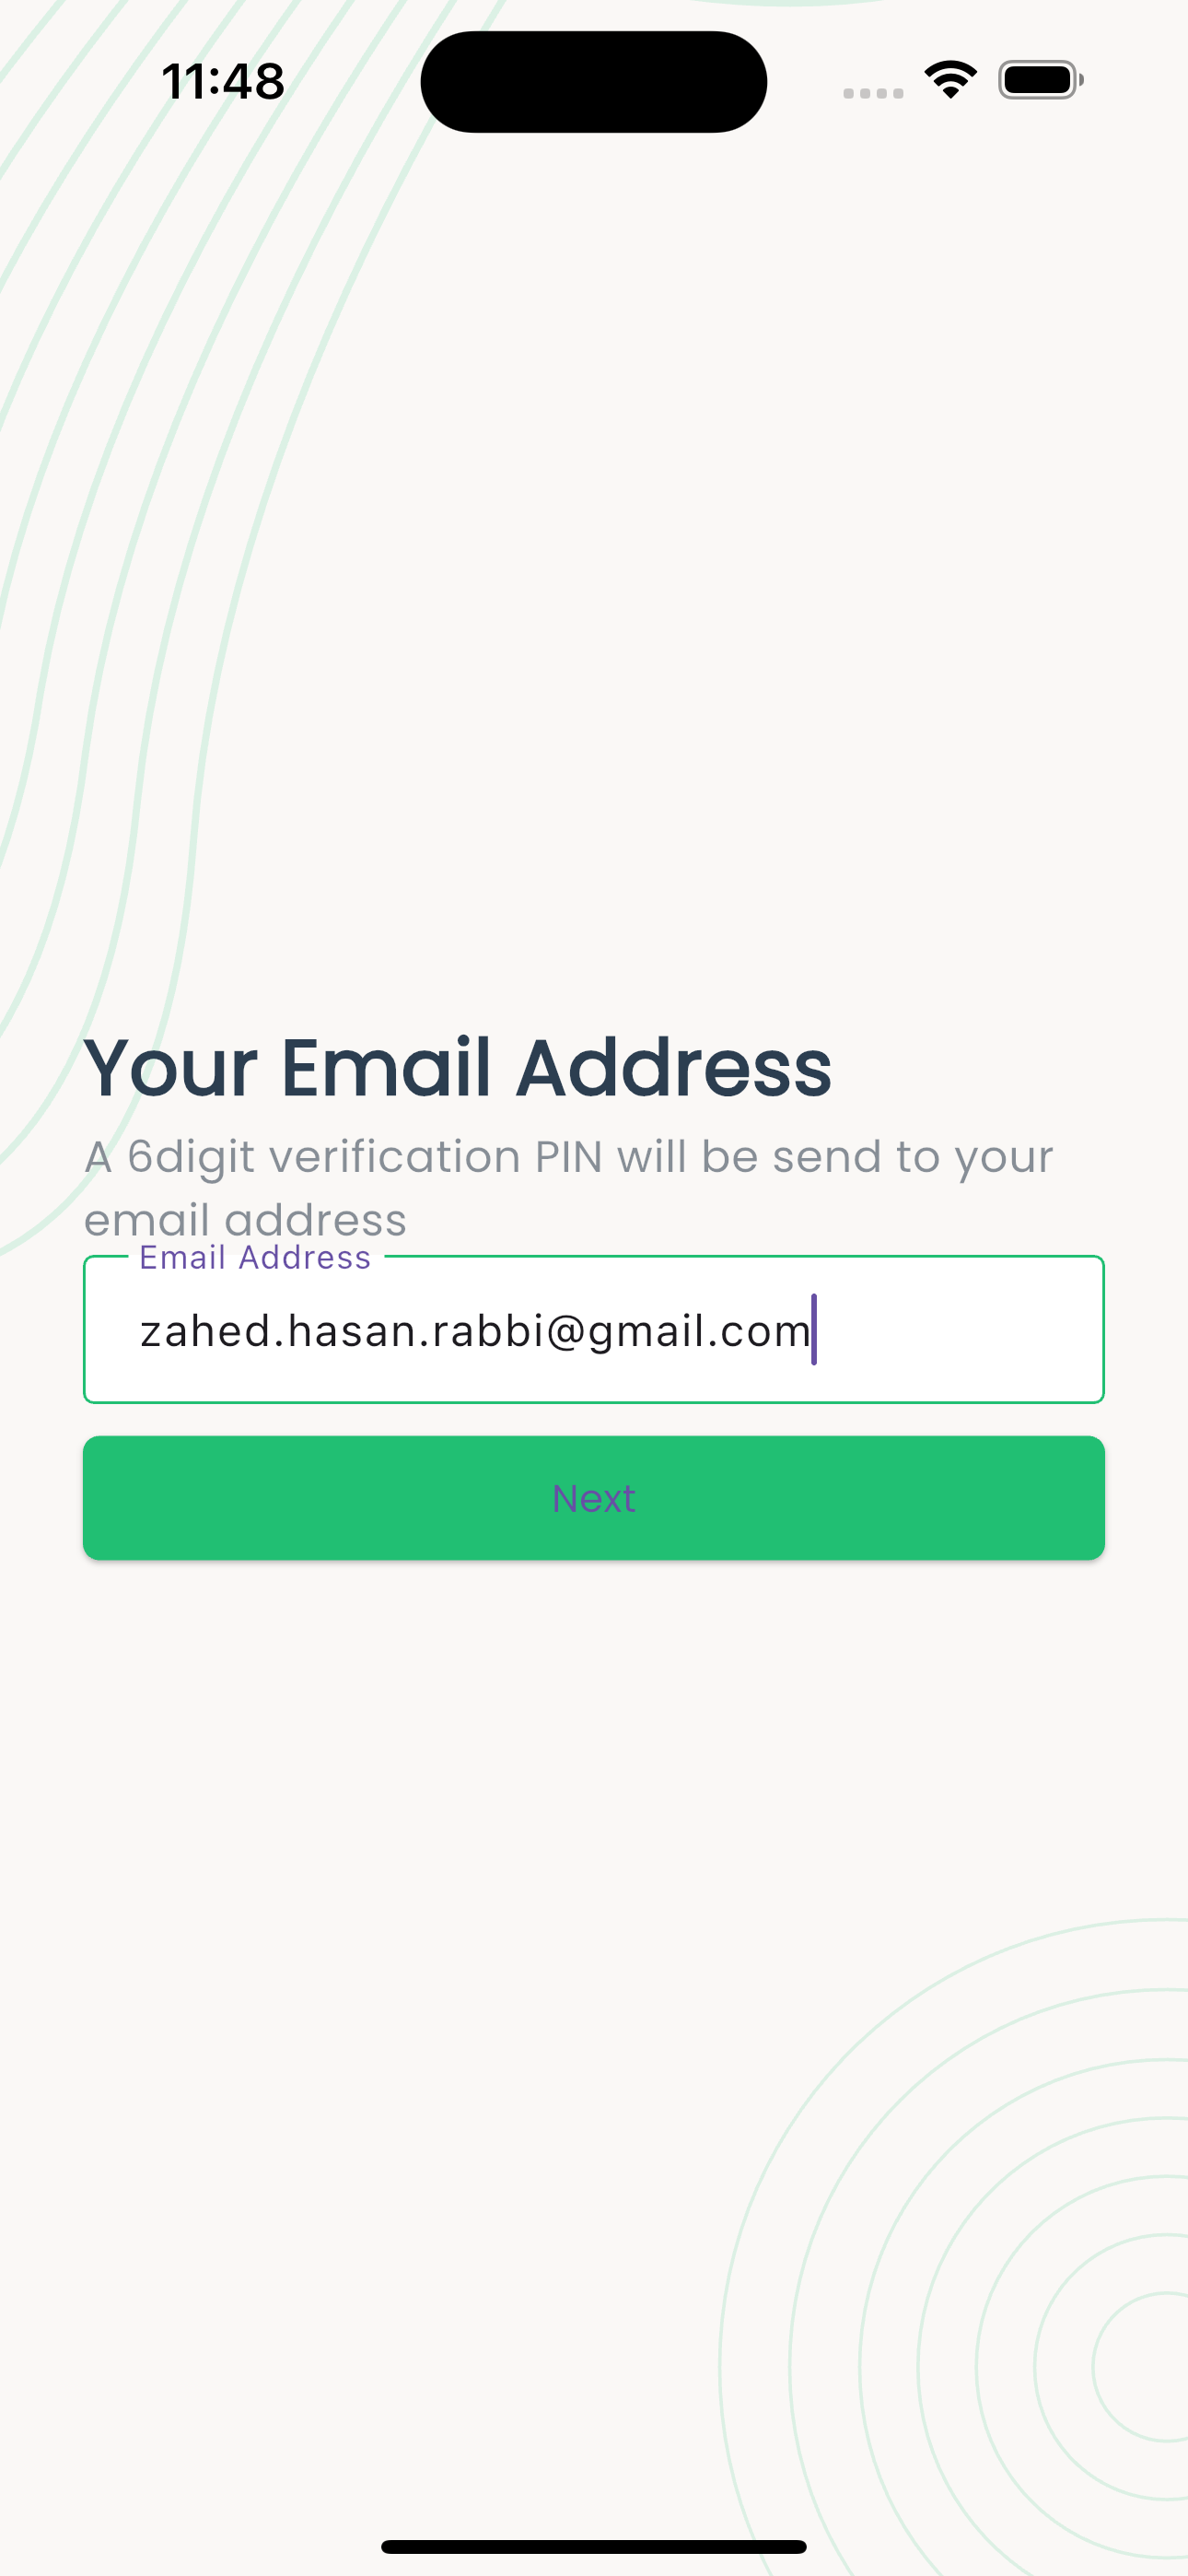 11:48
Your Email Address
A 6digit verification PIN will be send to your
email address
Email Address
zahed.hasan.rabbi@gmail.com
Next